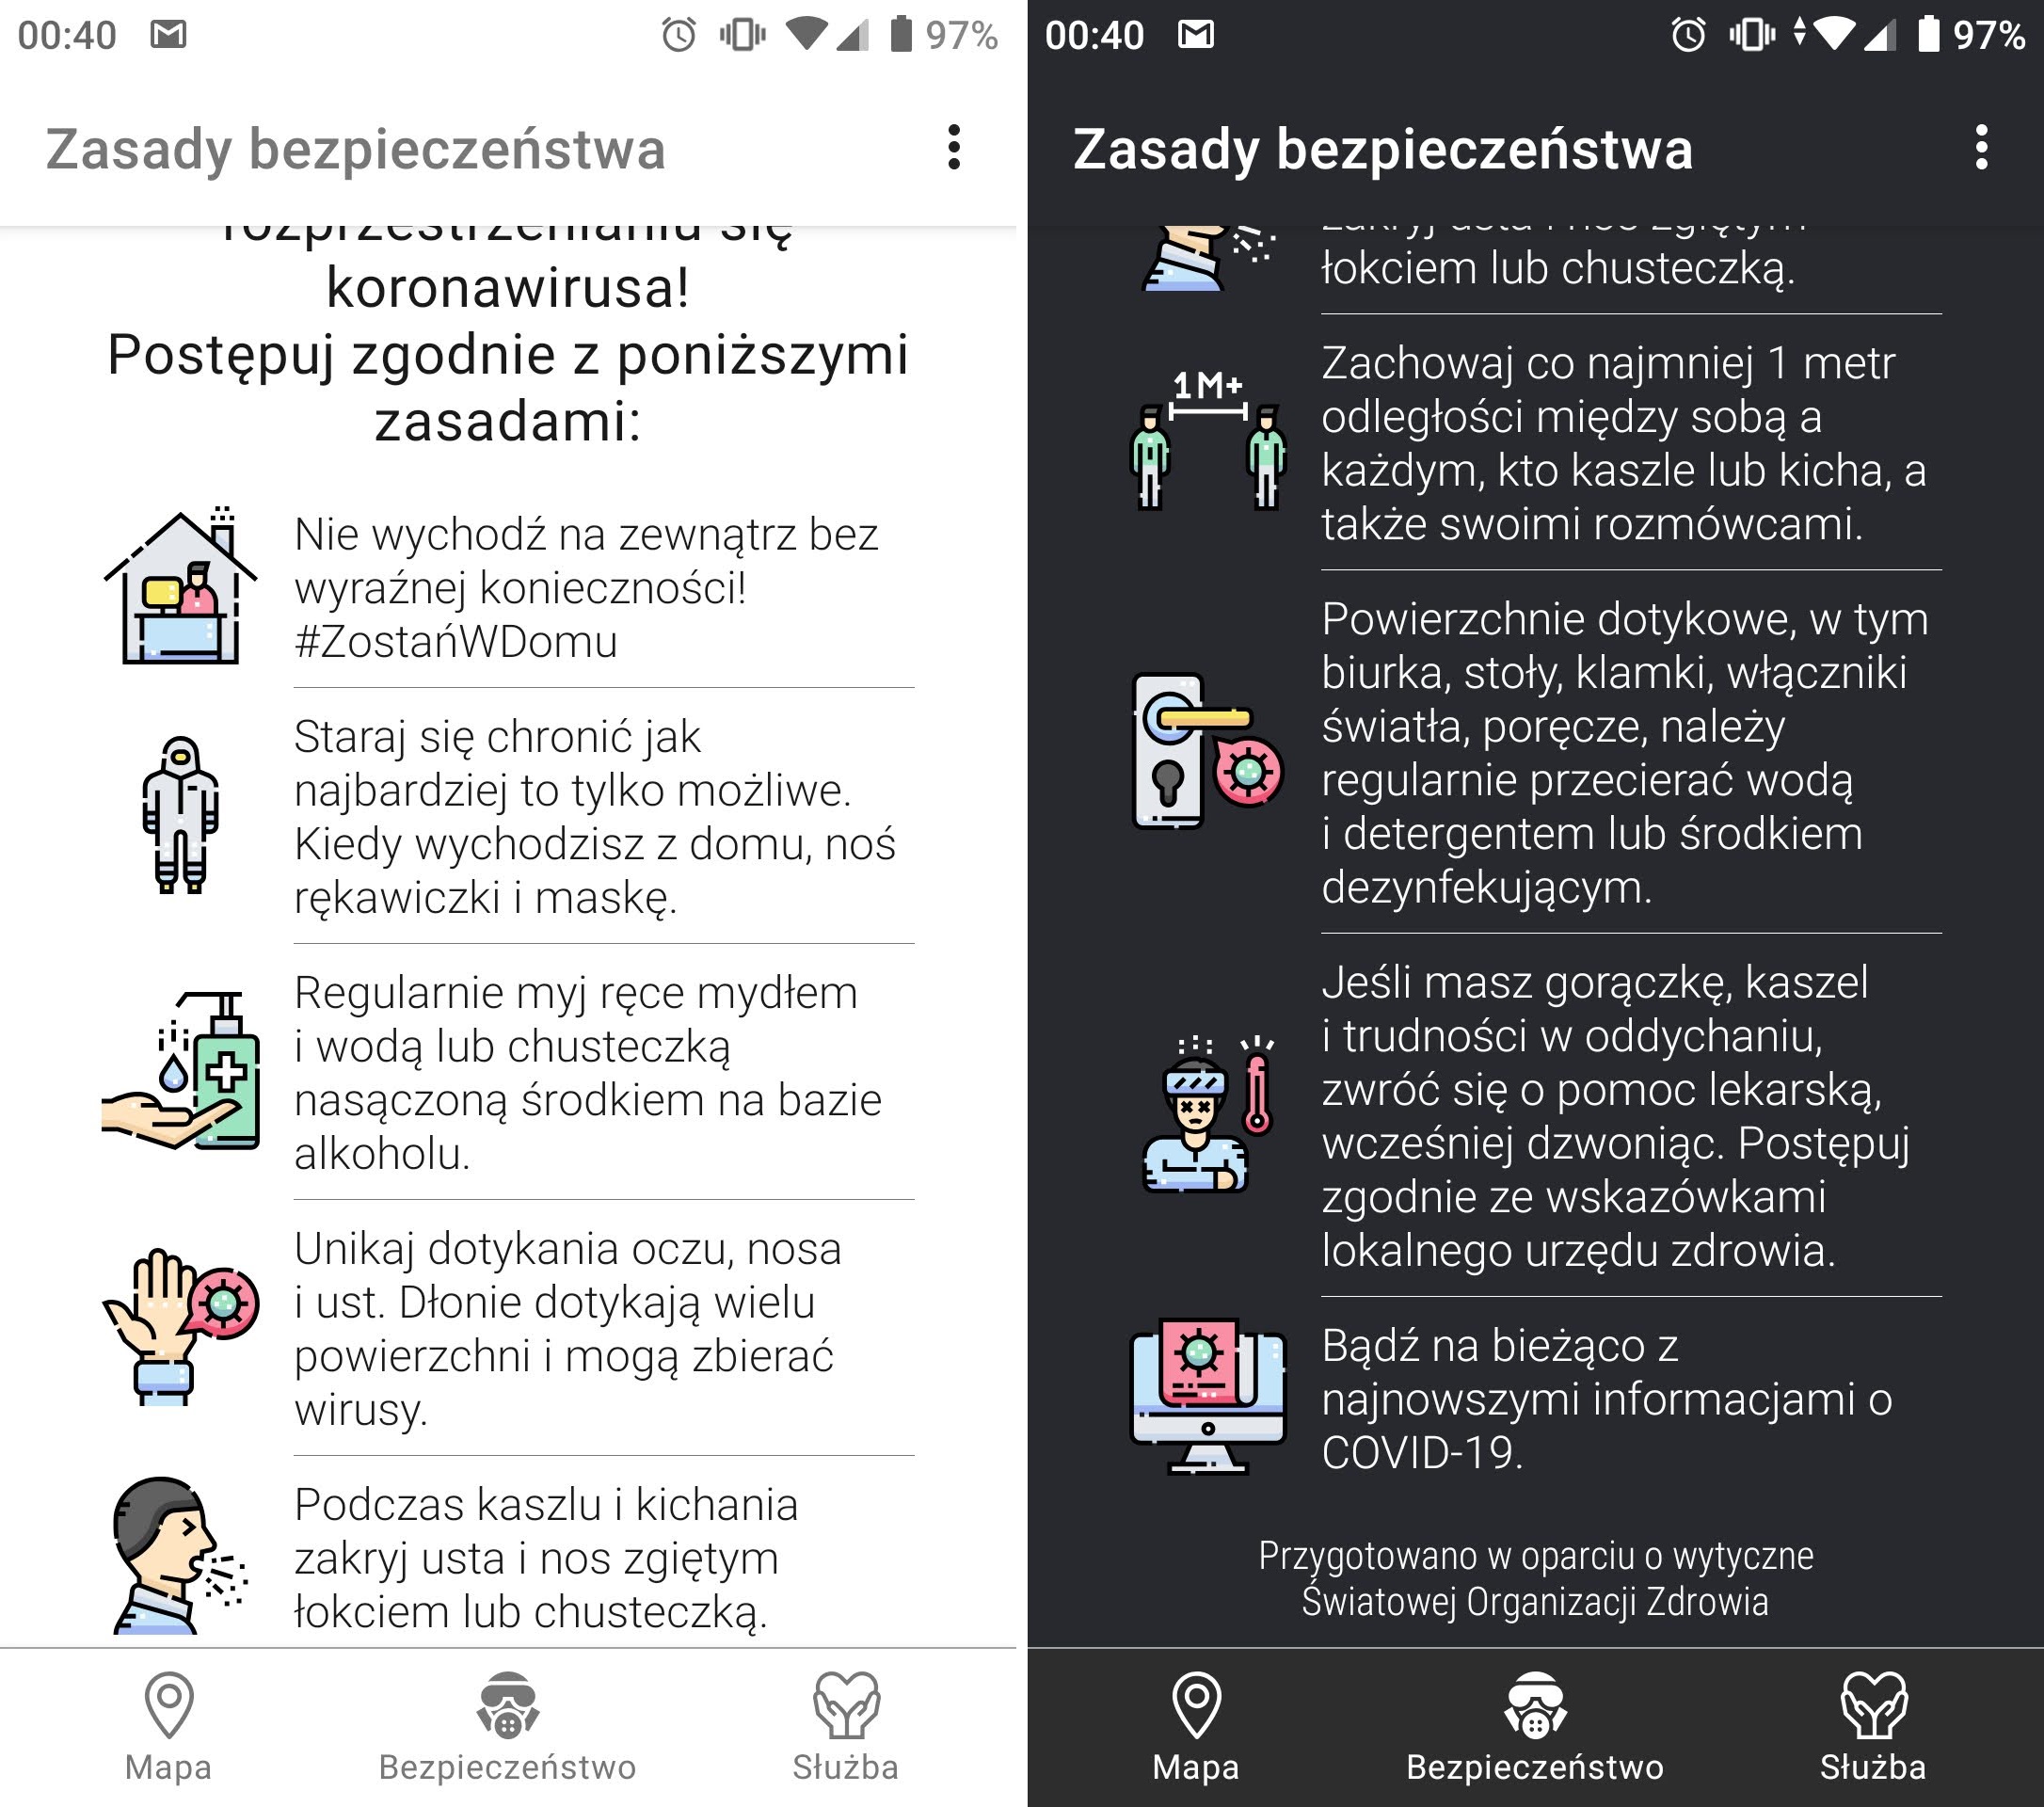 00:40
97%
Zasady bezpieczeństwa
rozprzestrzenianiu się
koronawirusa!
Postępuj zgodnie z poniższymi
zasadami:
Nie wychodź na zewnątrz bez
wyraźnej konieczności!
#ZostańWDomu
Staraj się chronić jak
najbardziej to tylko możliwe.
Kiedy wychodzisz z domu, noś
rękawiczki i maskę.
Regularnie myj ręce mydłem
i wodą lub chusteczką
nasączoną środkiem na bazie
alkoholu.
Unikaj dotykania oczu, nosa
i ust. Dłonie dotykają wielu
powierzchni i mogą zbierać
wirusy.
Podczas kaszlu i kichania
zakryj usta i nos zgiętym
łokciem lub chusteczką.
Mapa
Bezpieczeństwo
Służba
00:40
97%
Zasady bezpieczeństwa
zakryj usta i nos zgiętym
łokciem lub chusteczką.
1M+
Zachowaj co najmniej 1 metr
odległości między sobą a
każdym, kto kaszle lub kicha, a
także swoimi rozmówcami.
Powierzchnie dotykowe, w tym
biurka, stoły, klamki, włączniki
światła, poręcze, należy
regularnie przecierać wodą
i detergentem lub środkiem
dezynfekującym.
Jeśli masz gorączkę, kaszel
i trudności w oddychaniu,
zwróć się o pomoc lekarską,
wcześniej dzwoniąc. Postępuj
zgodnie ze wskazówkami
lokalnego urzędu zdrowia.
Bądź na bieżąco z
najnowszymi informacjami o
COVID-19.
Przygotowano w oparciu o wytyczne
Światowej Organizacji Zdrowia
Mapa
Bezpieczeństwo
Służba